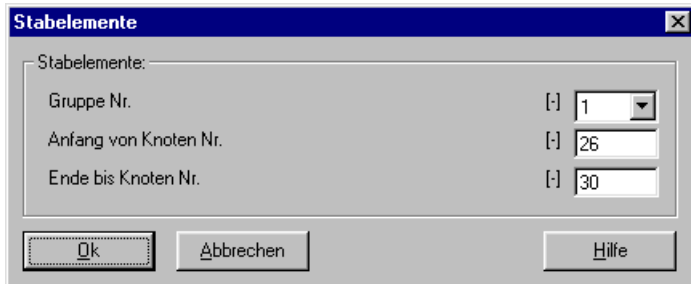 Stabelemente
Stabelemente:
Gruppe Nr. [-] 1
Anfang von Knoten Nr. [-] 26
Ende bis Knoten Nr. [-] 30
Ok Abbrechen Hilfe